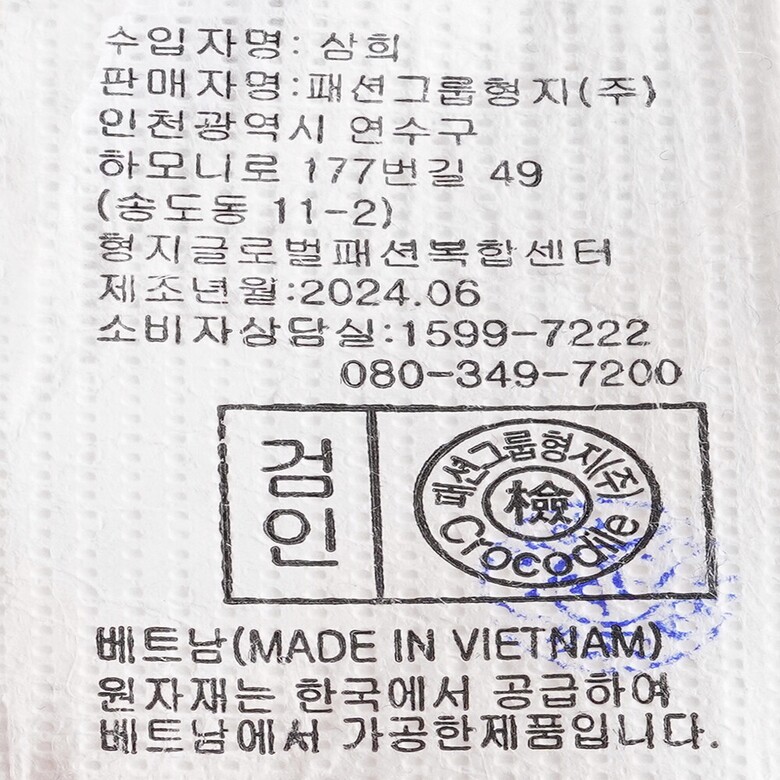 수입자명: 삼희
판매자명:패션그룹형지(주)
인천광역시 연수구
하모니로 177번길 49
(송도동 11-2)
형지글로벌패션복합센터
제조년월:2024.06
소비자상담실:1599-7222
080-349-7200
검인
패션그룹형지(주)
檢
Crocodile
베트남(MADE IN VIETNAM)
원자재는 한국에서 공급하여
베트남에서 가공한제품입니다.